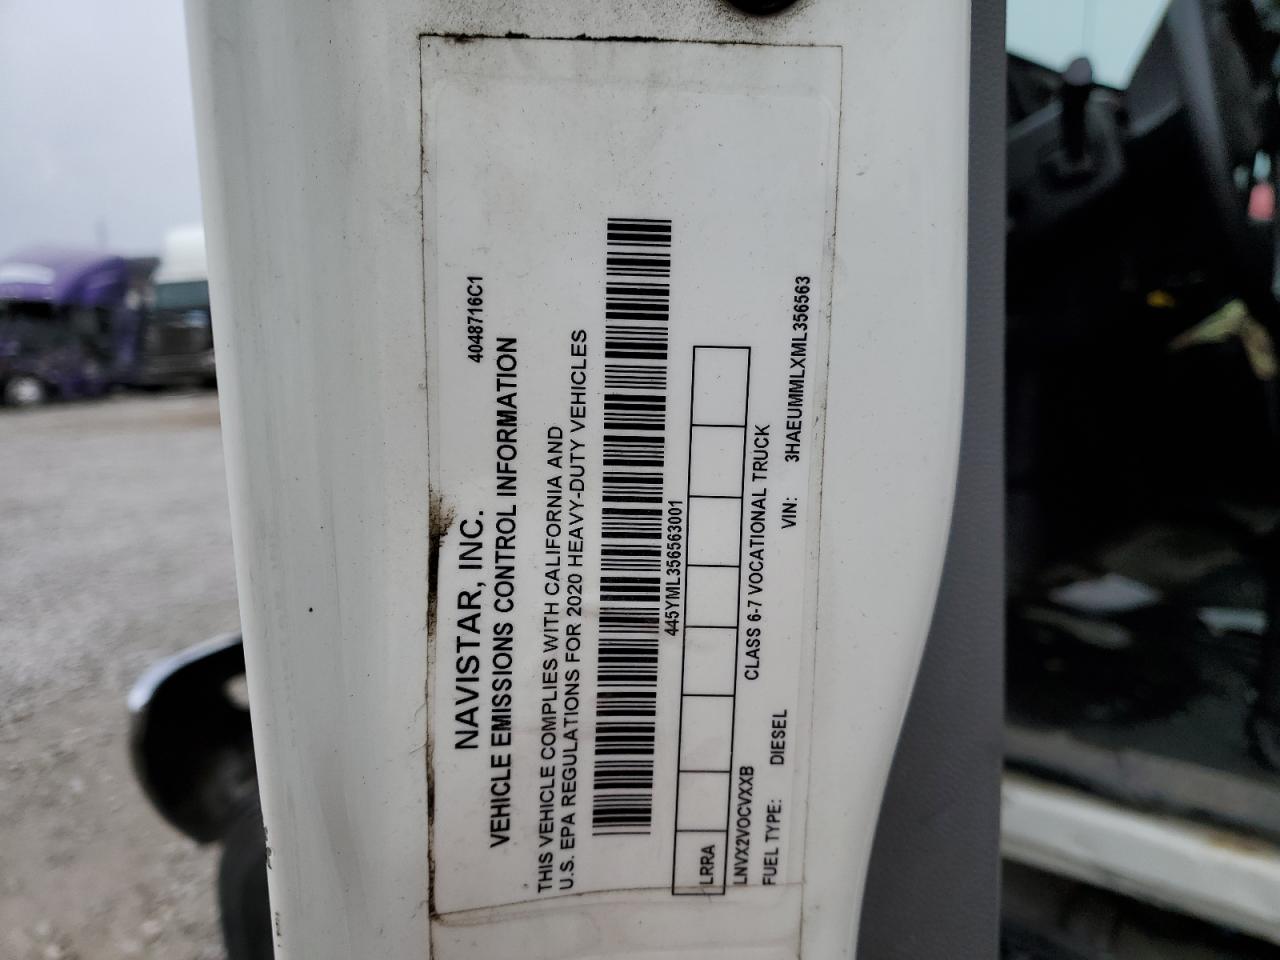 4048716C1
NAVISTAR, INC.
VEHICLE EMISSIONS CONTROL INFORMATION
THIS VEHICLE COMPLIES WITH CALIFORNIA AND
U.S. EPA REGULATIONS FOR 2020 HEAVY-DUTY VEHICLES
445YML356563001
LRRA
LNVX2VOCVXXB CLASS 6-7 VOCATIONAL TRUCK
FUEL TYPE: DIESEL VIN: 3HAEUMMLXML356563